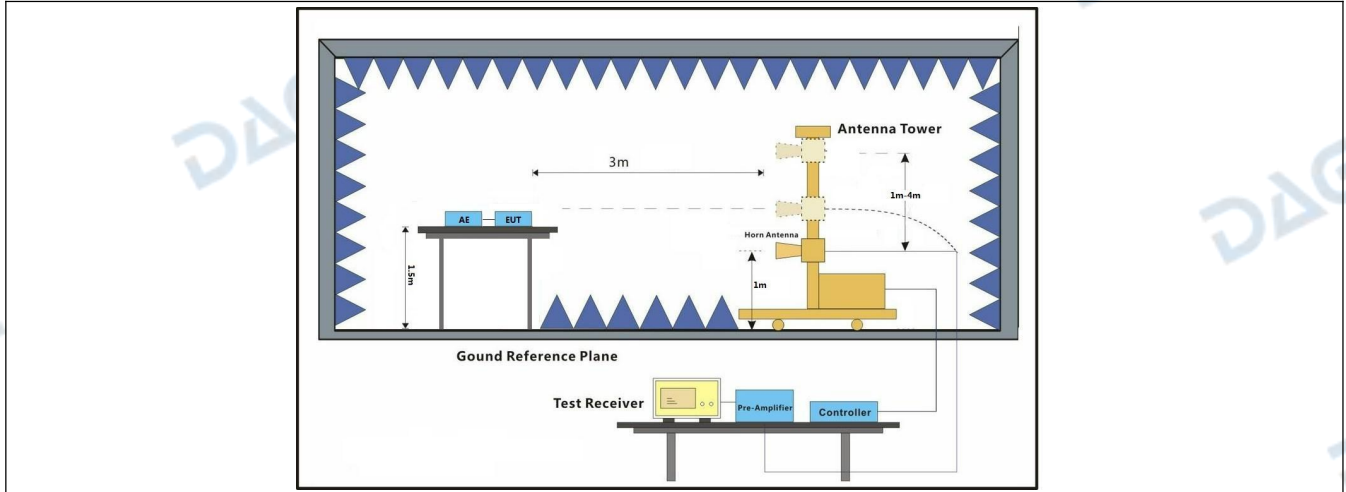 Antenna Tower
3m
1m-4m
AE
EUT
Horn Antenna
1.5m
1m
Gound Reference Plane
Test Receiver
Pre-Amplifier
Controller